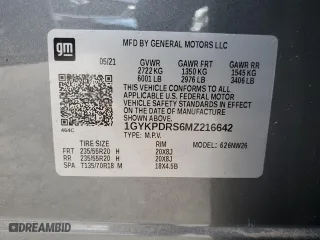 gm
MFD BY GENERAL MOTORS LLC
05/21 GVWR GAWR FRT GAWR RR
2722 KG 1350 KG 1545 KG
6001 LB 2976 LB 3406 LB
THIS VEHICLE CONFORMS TO ALL APPLICABLE
U.S. FEDERAL MOTOR VEHICLE SAFETY
STANDARDS IN EFFECT ON THE DATE OF
MANUFACTURE SHOWN ABOVE.
1GYKPDRS6MZ216642
TYPE: M.P.V. MODEL: 626NW26
464C
TIRE SIZE RIM
FRT 235/55R20 H 20X8J
RR 235/55R20 H 20X8J
SPA T135/70R18 M 18X4.5B